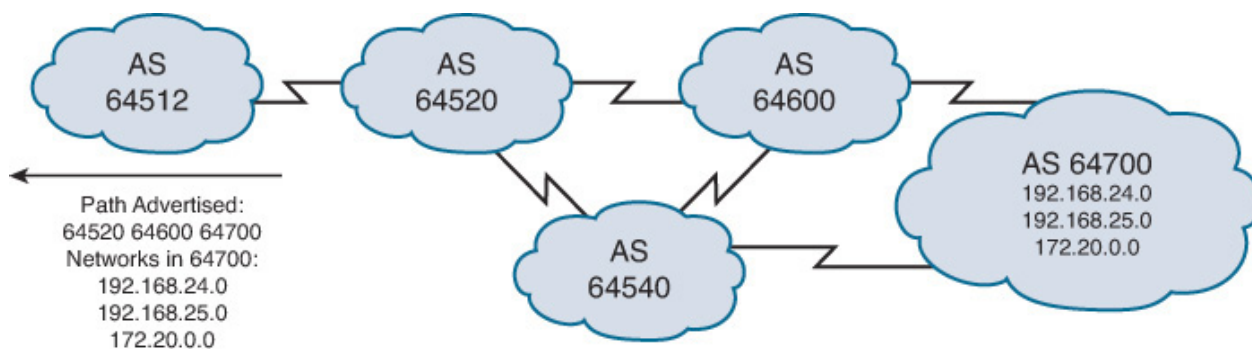 AS
64512
AS
64520
AS
64600
AS 64700
192.168.24.0
192.168.25.0
172.20.0.0
AS
64540
Path Advertised:
64520 64600 64700
Networks in 64700:
192.168.24.0
192.168.25.0
172.20.0.0